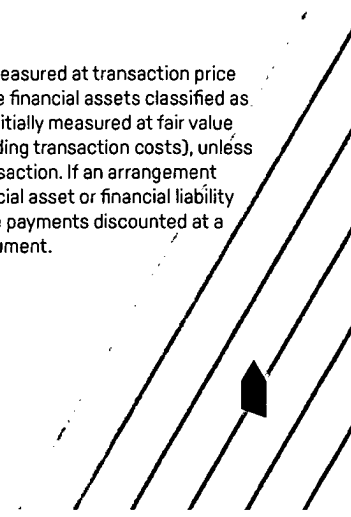 easured at transaction price
financial assets classified as
itially measured at fair value
ding transaction costs), unless
saction. If an arrangement
cial asset or financial liability
payments discounted at a
ument.